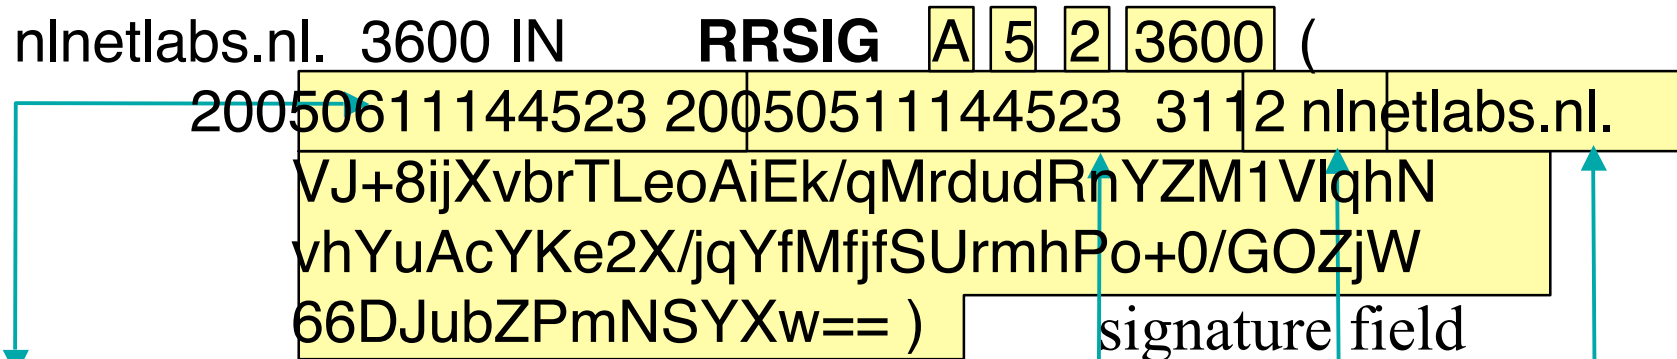 nlnetlabs.nl. 3600 IN RRSIG A 5 2 3600 (
20050611144523 20050511144523 3112 nlnetlabs.nl.
VJ+8ijXvbrTLeoAiEk/qMrdudRnYZM1VlqhN
vhYuAcYKe2X/jqYfMfjfSUrmhPo+0/GOZjW
66DJubZPmNSYXw== )
signature field